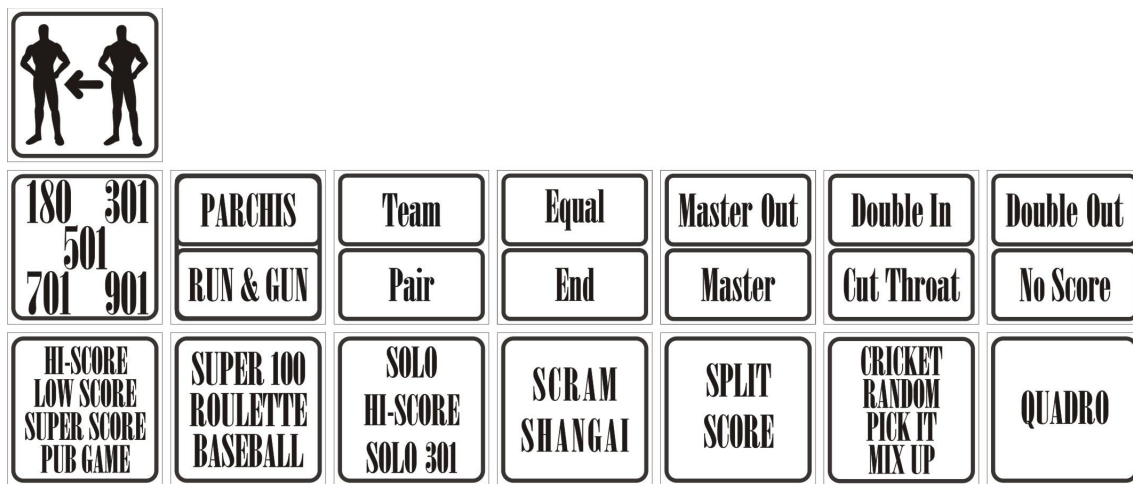 180 301
501
701 901
PARCHIS
RUN & GUN
Team
Pair
Equal
End
Master Out
Master
Double In
Cut Throat
Double Out
No Score
HI-SCORE
LOW SCORE
SUPER SCORE
PUB GAME
SUPER 100
ROULETTE
BASEBALL
SOLO
HI-SCORE
SOLO 301
SCRAM
SHANGAI
SPLIT
SCORE
CRICKET
RANDOM
PICK IT
MIX UP
QUADRO